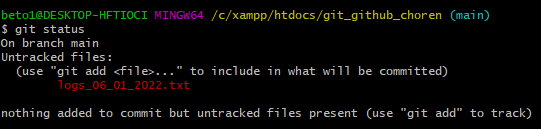 beto1@DESKTOP-HFTIOCI MINGW64 /c/xampp/htdocs/git_github_choren (main)
$ git status
On branch main
Untracked files:
  (use "git add <file>..." to include in what will be committed)
        logs_06_01_2022.txt

nothing added to commit but untracked files present (use "git add" to track)